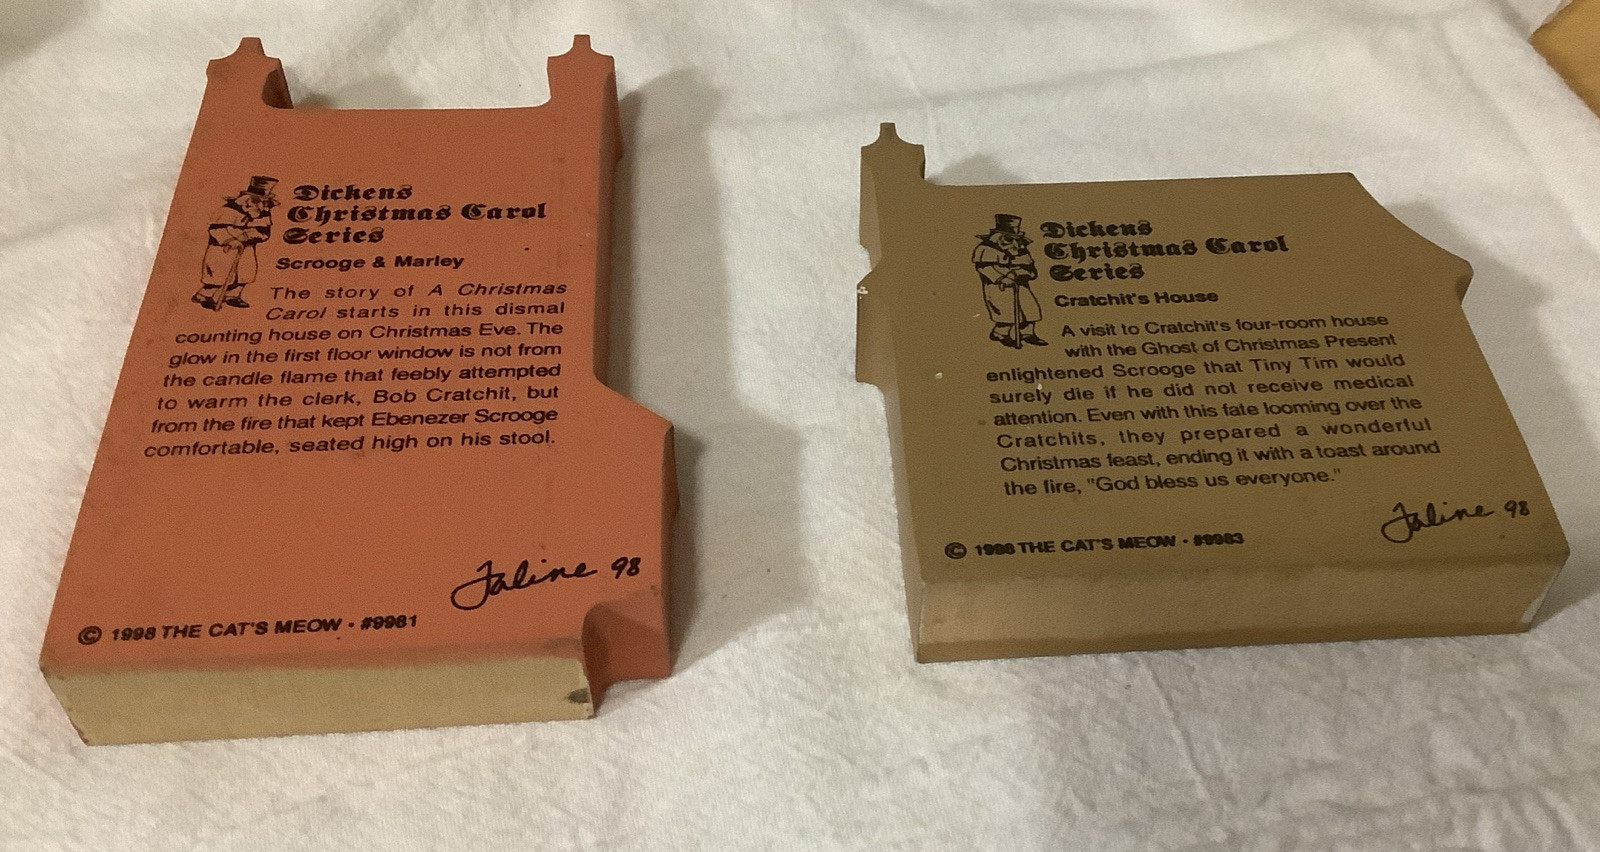 Dickens
Christmas Carol
Series
Scrooge & Marley
The story of A Christmas
Carol starts in this dismal
counting house on Christmas Eve. The
glow in the first floor window is not from
the candle flame that feebly attempted
to warm the clerk, Bob Cratchit, but
from the fire that kept Ebenezer Scrooge
comfortable, seated high on his stool.
Jaline 98
© 1998 THE CAT'S MEOW · #9981
Dickens
Christmas Carol
Series
Cratchit's House
A visit to Cratchit's four-room house
with the Ghost of Christmas Present
enlightened Scrooge that Tiny Tim would
surely die if he did not receive medical
attention. Even with this fate looming over the
Cratchits, they prepared a wonderful
Christmas feast, ending it with a toast around
the fire, "God bless us everyone."
Jaline 98
© 1998 THE CAT'S MEOW · #9983